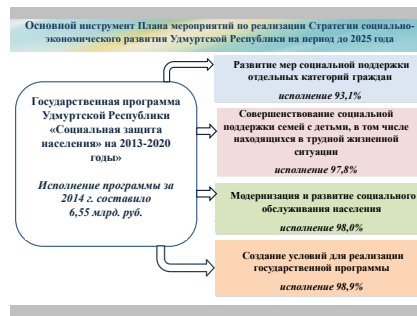 Основной инструмент Плана мероприятий по реализации Стратегии социально-
экономического развития Удмуртской Республики на период до 2025 года
Государственная программа
Удмуртской Республики
«Социальная защита
населения» на 2013-2020
годы»
Исполнение программы за
2014 г. составило
6,55 млрд. руб.
Развитие мер социальной поддержки
отдельных категорий граждан
исполнение 93,1%
Совершенствование социальной
поддержки семей с детьми, в том числе
находящихся в трудной жизненной
ситуации
исполнение 97,8%
Модернизация и развитие социального
обслуживания населения
исполнение 98,0%
Создание условий для реализации
государственной программы
исполнение 98,9%